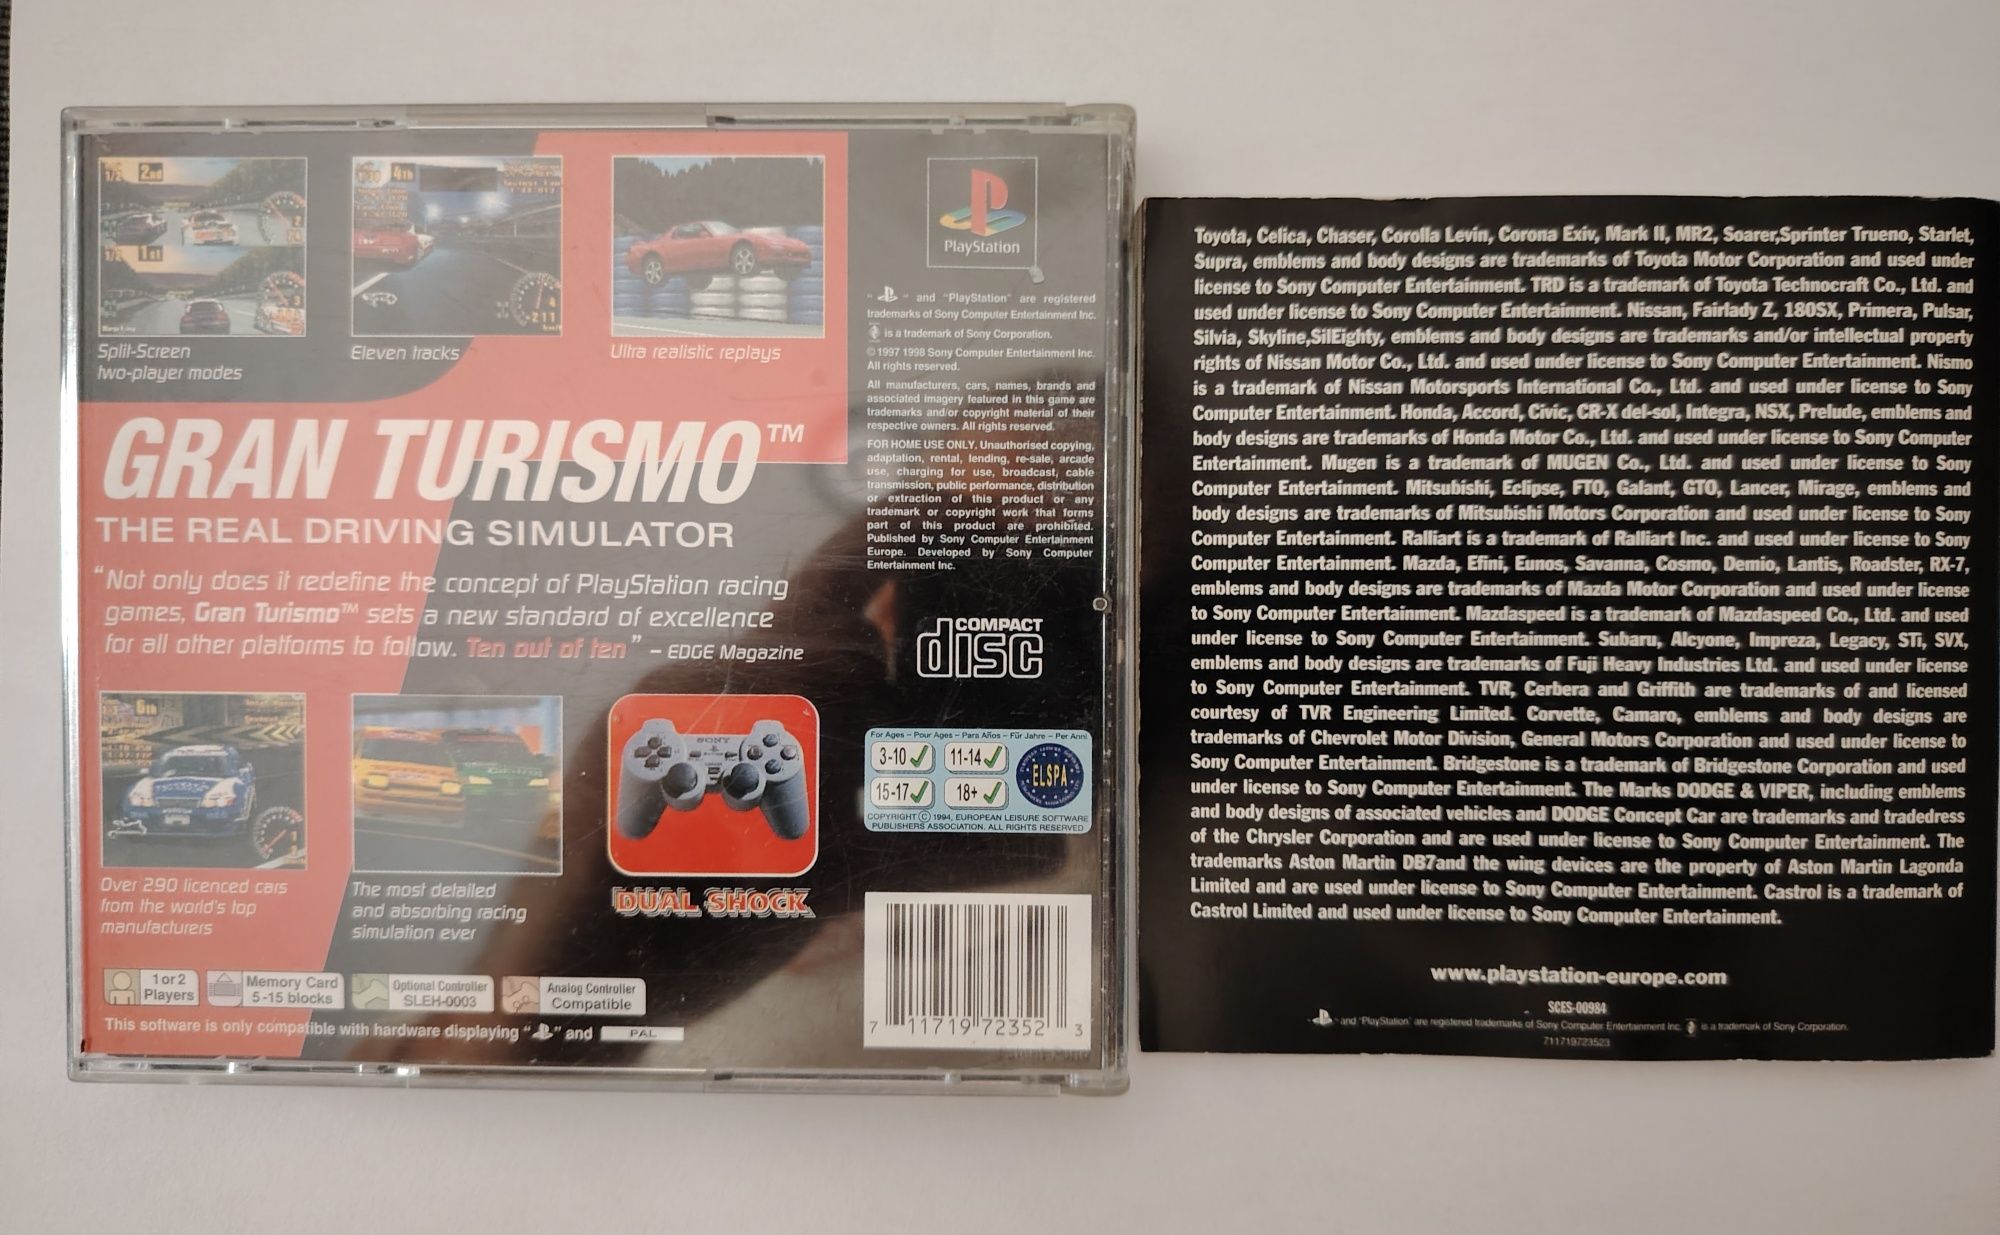 1/2 2nd
1/2 1st
4th
211
PlayStation
Split-Screen
two-player modes
Eleven tracks
Ultra realistic replays
" " and "PlayStation" are registered
trademarks of Sony Computer Entertainment Inc.
is a trademark of Sony Corporation.
© 1997 1998 Sony Computer Entertainment Inc.
All rights reserved.
All manufacturers, cars, names, brands and
associated imagery featured in this game are
trademarks and/or copyright material of their
respective owners. All rights reserved.
FOR HOME USE ONLY. Unauthorised copying,
adaptation, rental, lending, re-sale, arcade
use, charging for use, broadcast, cable
transmission, public performance, distribution
or extraction of this product or any
trademark or copyright work that forms
part of this product are prohibited.
Published by Sony Computer Entertainment
Europe. Developed by Sony Computer
Entertainment Inc.
GRAN TURISMO™
THE REAL DRIVING SIMULATOR
"Not only does it redefine the concept of PlayStation racing
games, Gran Turismo™ sets a new standard of excellence
for all other platforms to follow. Ten out of ten" – EDGE Magazine
COMPACT
disc
6th
SONY
Over 290 licenced cars
from the world's top
manufacturers
The most detailed
and absorbing racing
simulation ever
DUAL SHOCK
For Ages – Pour Ages – Para Años – Für Jahre – Per Anni
3-10 11-14
15-17 18+
ELSPA
COPYRIGHT © 1994, EUROPEAN LEISURE SOFTWARE
PUBLISHERS ASSOCIATION. ALL RIGHTS RESERVED
1 or 2
Players
Memory Card
5-15 blocks
Optional Controller
SLEH-0003
Analog Controller
Compatible
This software is only compatible with hardware displaying " " and PAL
7 11719 72352 3
Toyota, Celica, Chaser, Corolla Levin, Corona Exiv, Mark II, MR2, Soarer,Sprinter Trueno, Starlet,
Supra, emblems and body designs are trademarks of Toyota Motor Corporation and used under
license to Sony Computer Entertainment. TRD is a trademark of Toyota Technocraft Co., Ltd. and
used under license to Sony Computer Entertainment. Nissan, Fairlady Z, 180SX, Primera, Pulsar,
Silvia, Skyline,SilEighty, emblems and body designs are trademarks and/or intellectual property
rights of Nissan Motor Co., Ltd. and used under license to Sony Computer Entertainment. Nismo
is a trademark of Nissan Motorsports International Co., Ltd. and used under license to Sony
Computer Entertainment. Honda, Accord, Civic, CR-X del-sol, Integra, NSX, Prelude, emblems and
body designs are trademarks of Honda Motor Co., Ltd. and used under license to Sony Computer
Entertainment. Mugen is a trademark of MUGEN Co., Ltd. and used under license to Sony
Computer Entertainment. Mitsubishi, Eclipse, FTO, Galant, GTO, Lancer, Mirage, emblems and
body designs are trademarks of Mitsubishi Motors Corporation and used under license to Sony
Computer Entertainment. Ralliart is a trademark of Ralliart Inc. and used under license to Sony
Computer Entertainment. Mazda, Efini, Eunos, Savanna, Cosmo, Demio, Lantis, Roadster, RX-7,
emblems and body designs are trademarks of Mazda Motor Corporation and used under license
to Sony Computer Entertainment. Mazdaspeed is a trademark of Mazdaspeed Co., Ltd. and used
under license to Sony Computer Entertainment. Subaru, Alcyone, Impreza, Legacy, STi, SVX,
emblems and body designs are trademarks of Fuji Heavy Industries Ltd. and used under license
to Sony Computer Entertainment. TVR, Cerbera and Griffith are trademarks of and licensed
courtesy of TVR Engineering Limited. Corvette, Camaro, emblems and body designs are
trademarks of Chevrolet Motor Division, General Motors Corporation and used under license to
Sony Computer Entertainment. Bridgestone is a trademark of Bridgestone Corporation and used
under license to Sony Computer Entertainment. The Marks DODGE & VIPER, including emblems
and body designs of associated vehicles and DODGE Concept Car are trademarks and tradedress
of the Chrysler Corporation and are used under license to Sony Computer Entertainment. The
trademarks Aston Martin DB7and the wing devices are the property of Aston Martin Lagonda
Limited and are used under license to Sony Computer Entertainment. Castrol is a trademark of
Castrol Limited and used under license to Sony Computer Entertainment.
www.playstation-europe.com
SCES-00984
" " and "PlayStation" are registered trademarks of Sony Computer Entertainment Inc. is a trademark of Sony Corporation.
711719723523